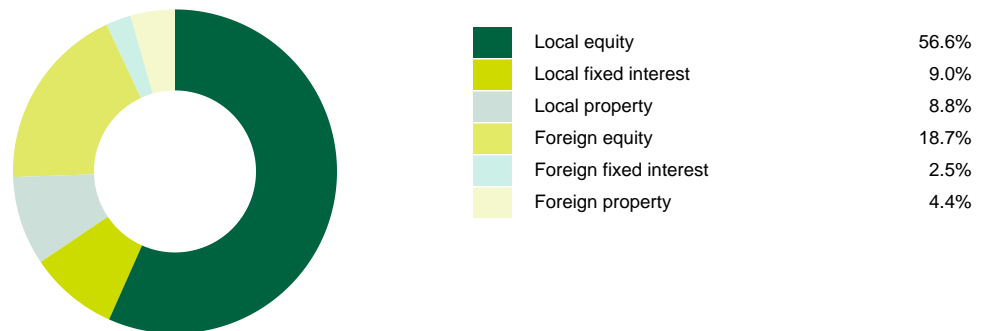 Local equity 56.6%
Local fixed interest 9.0%
Local property 8.8%
Foreign equity 18.7%
Foreign fixed interest 2.5%
Foreign property 4.4%